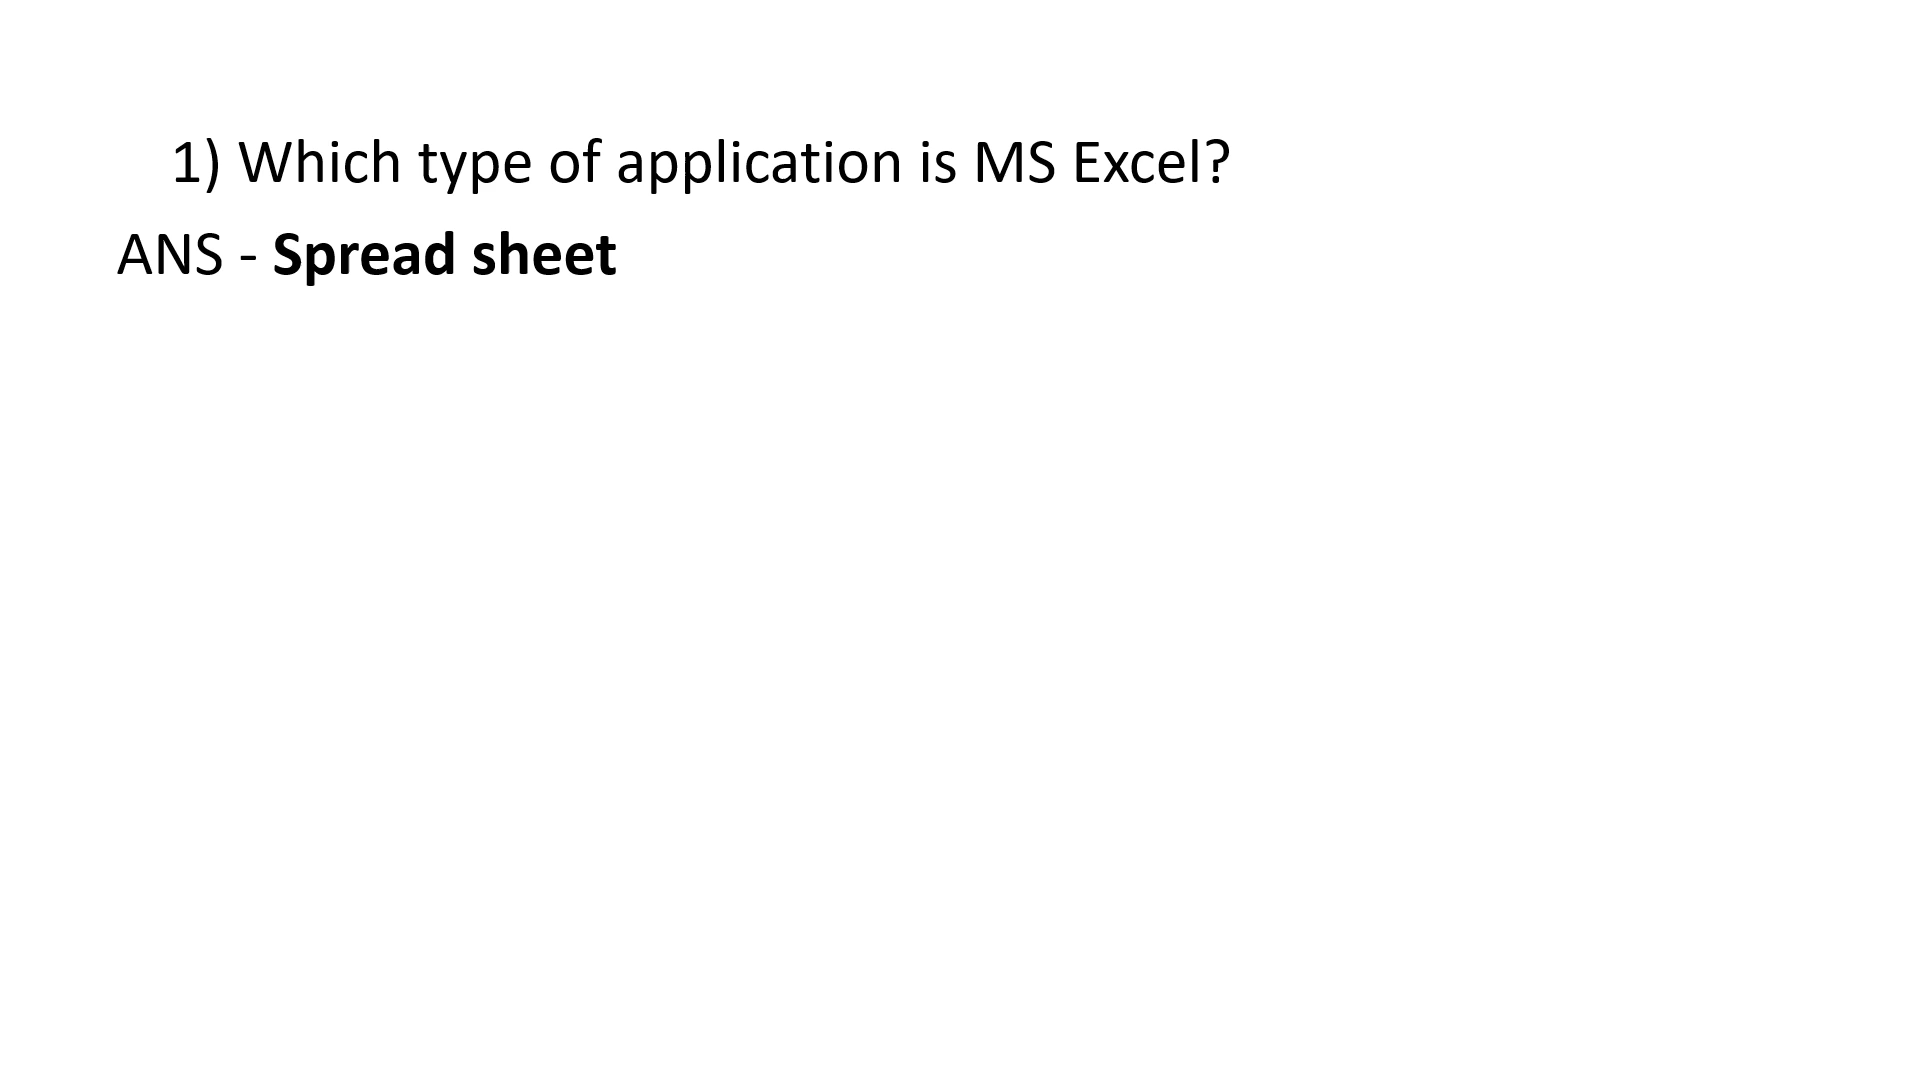 1) Which type of application is MS Excel?
ANS - Spread sheet